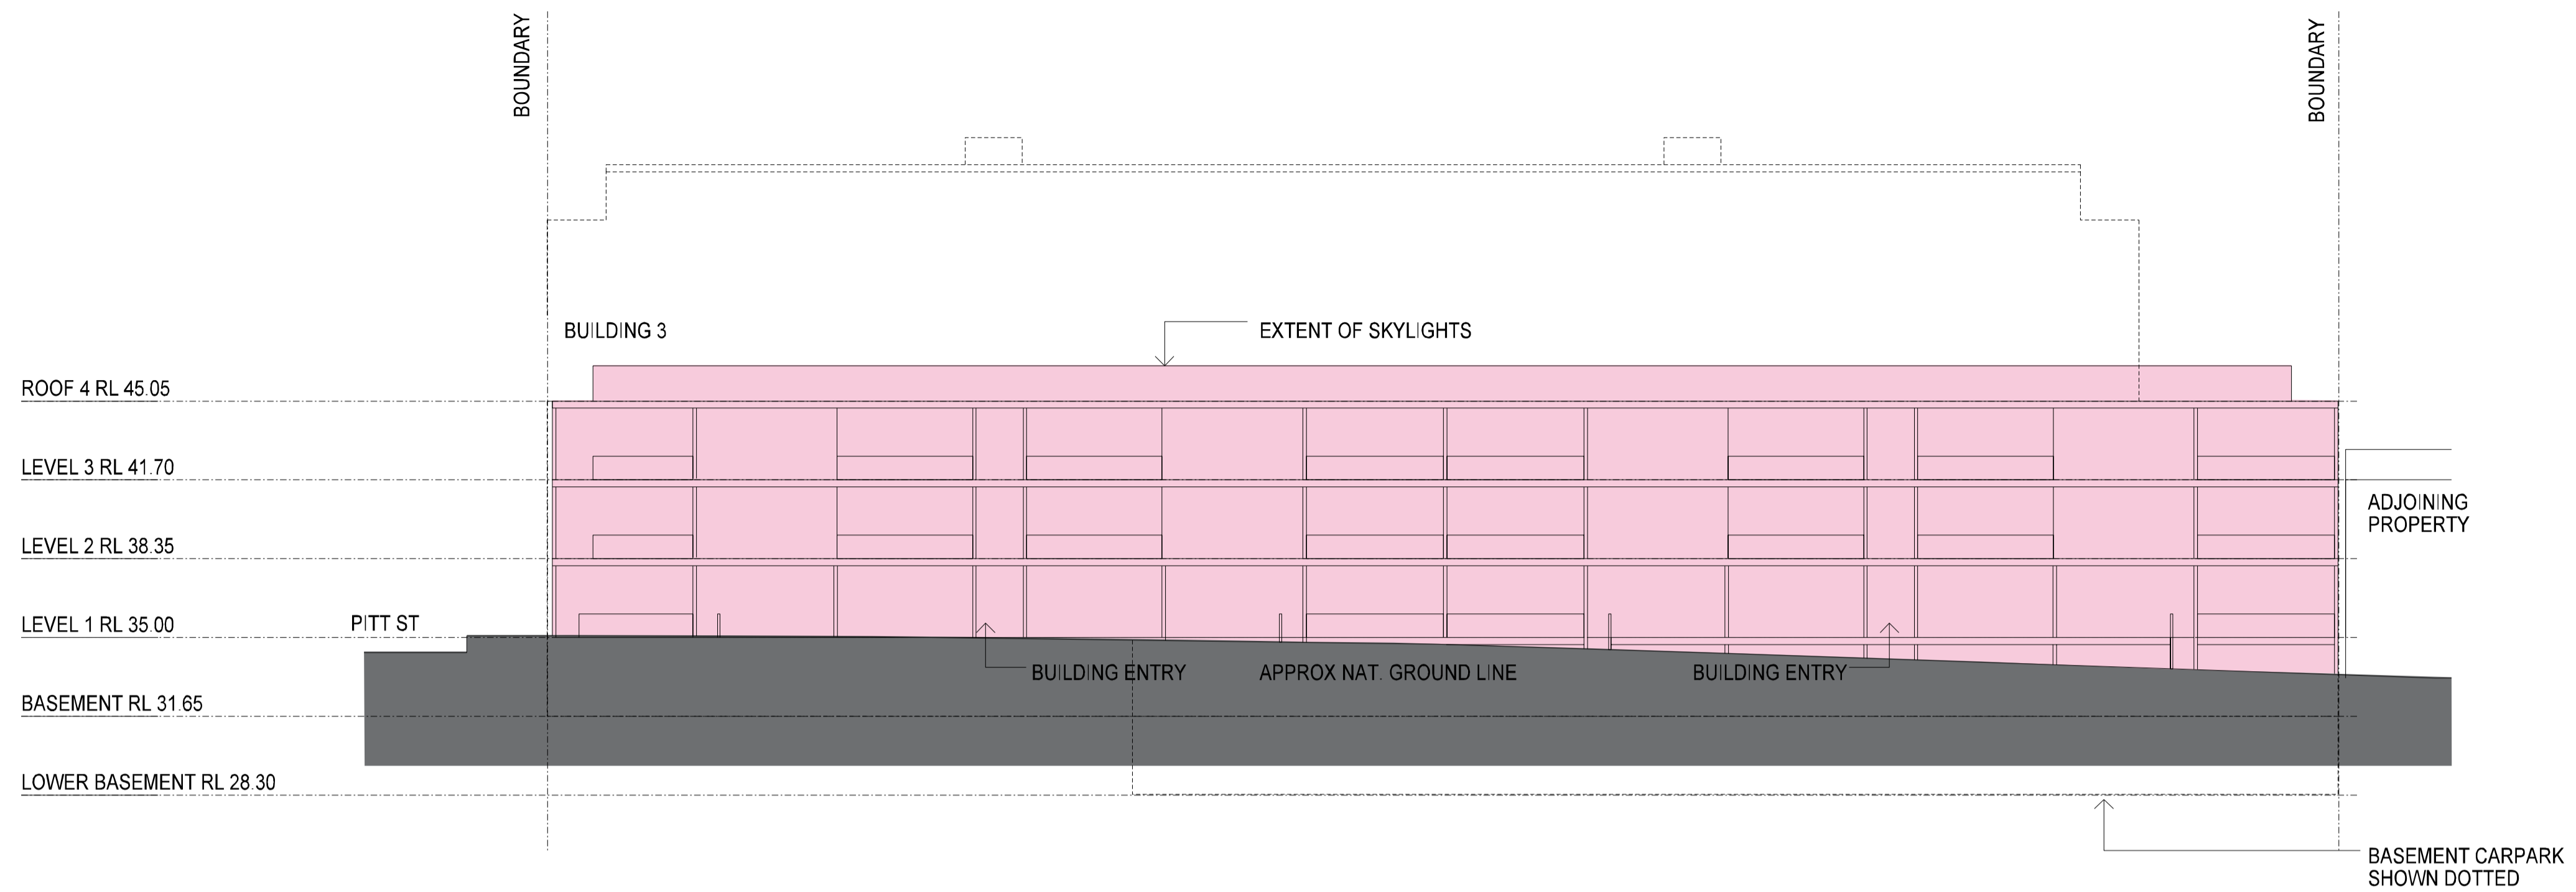 BOUNDARY
BOUNDARY
BUILDING 3
EXTENT OF SKYLIGHTS
ROOF 4 RL 45.05
LEVEL 3 RL 41.70
ADJOINING
PROPERTY
LEVEL 2 RL 38.35
LEVEL 1 RL 35.00
PITT ST
BUILDING ENTRY
APPROX NAT. GROUND LINE
BUILDING ENTRY
BASEMENT RL 31.65
LOWER BASEMENT RL 28.30
BASEMENT CARPARK
SHOWN DOTTED